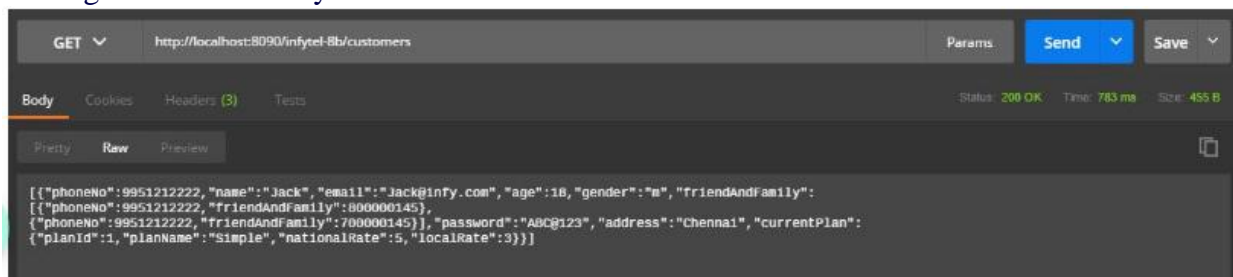 GET http://localhost:8090/infytel-8b/customers Params Send Save
Body Cookies Headers (3) Tests Status: 200 OK Time: 783 ms Size: 455 B
Pretty Raw Preview
[{"phoneNo":9951212222,"name":"Jack","email":"Jack@infy.com","age":18,"gender":"m","friendAndFamily":
[{"phoneNo":9951212222,"friendAndFamily":800000145},
{"phoneNo":9951212222,"friendAndFamily":700000145}],"password":"ABC@123","address":"Chennai","currentPlan":
{"planId":1,"planName":"Simple","nationalRate":5,"localRate":3}}]